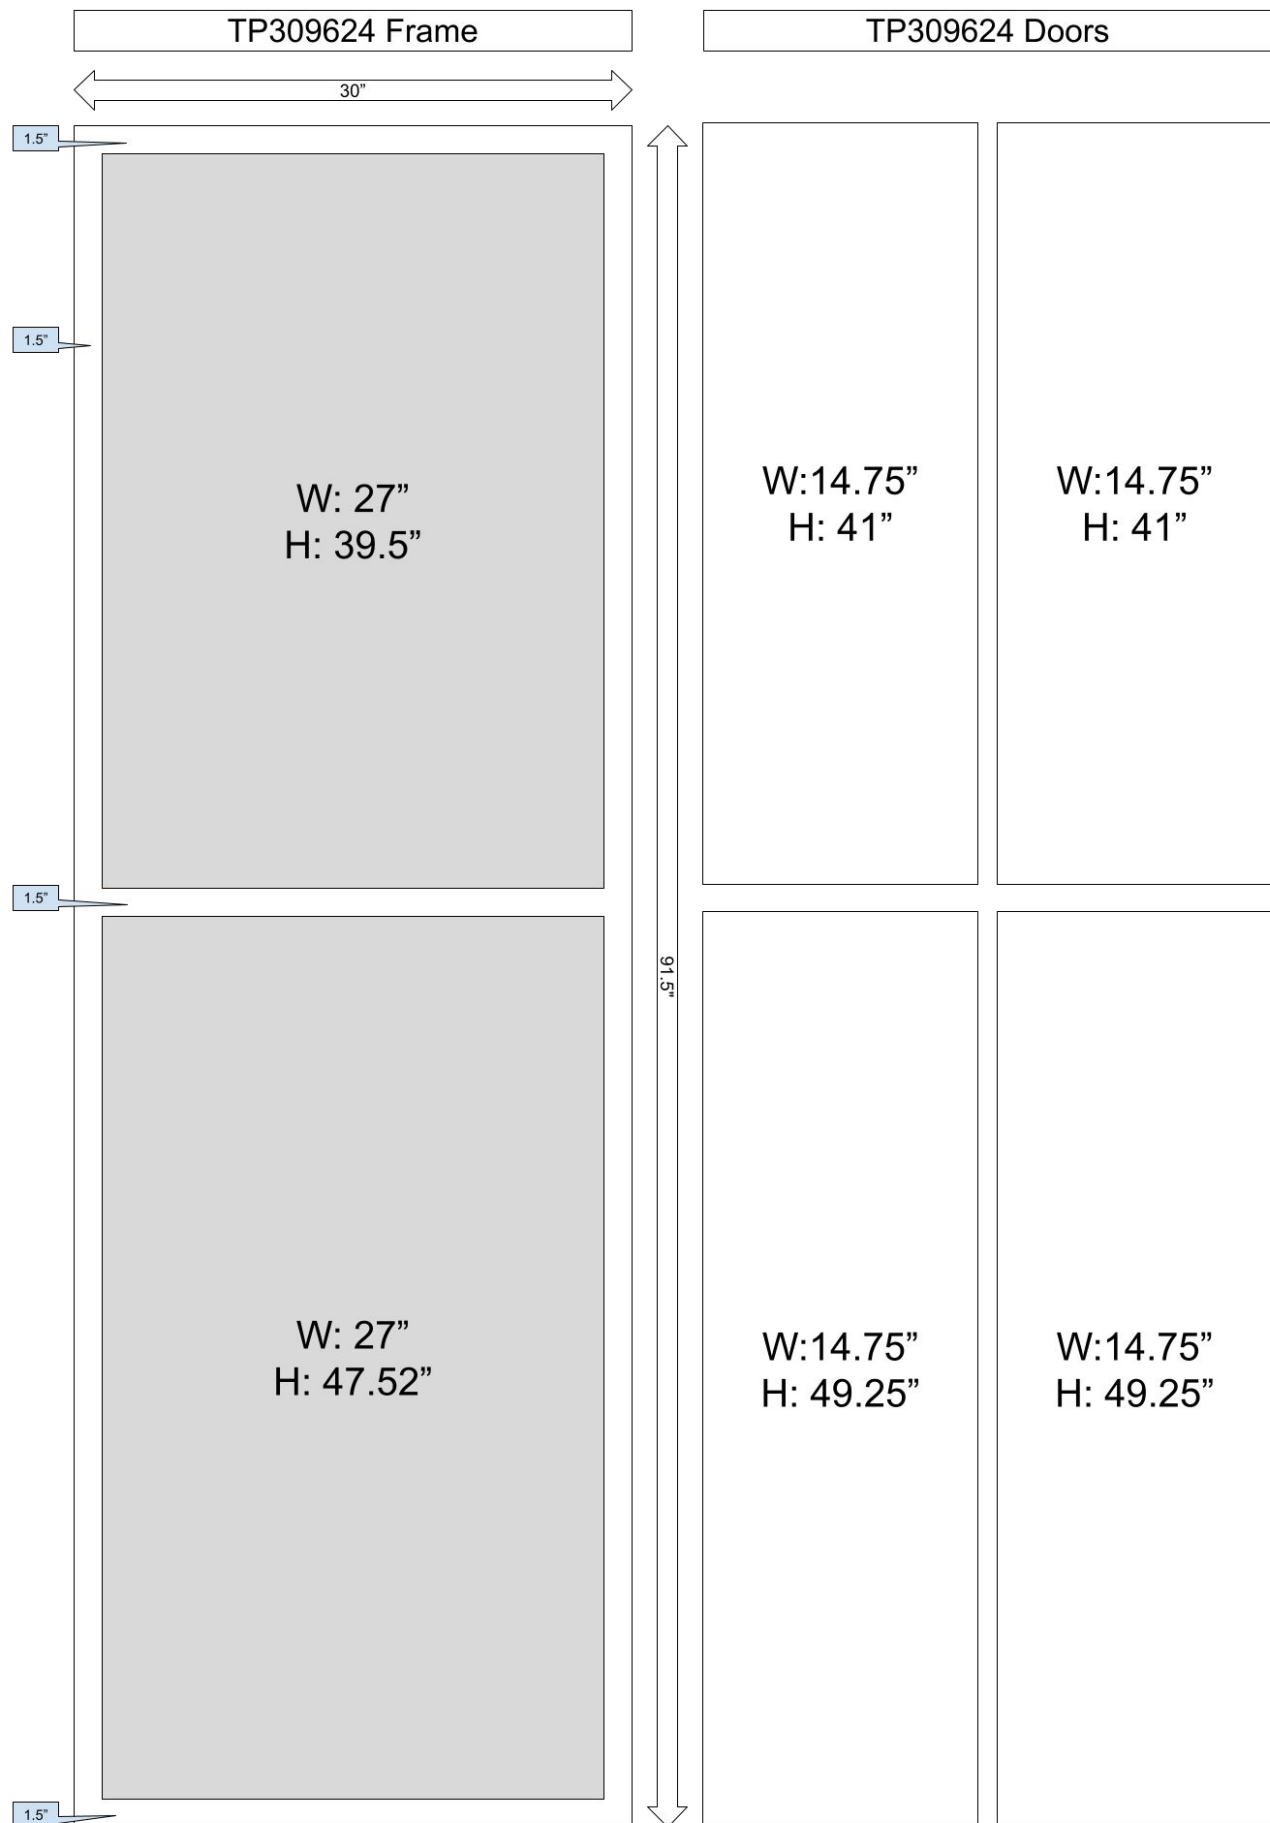 TP309624 Frame
TP309624 Doors
30”
1.5”
1.5”
W: 27”
H: 39.5”
W:14.75”
H: 41”
W:14.75”
H: 41”
1.5”
91.5"
W: 27”
H: 47.52”
W:14.75”
H: 49.25”
W:14.75”
H: 49.25”
1.5”